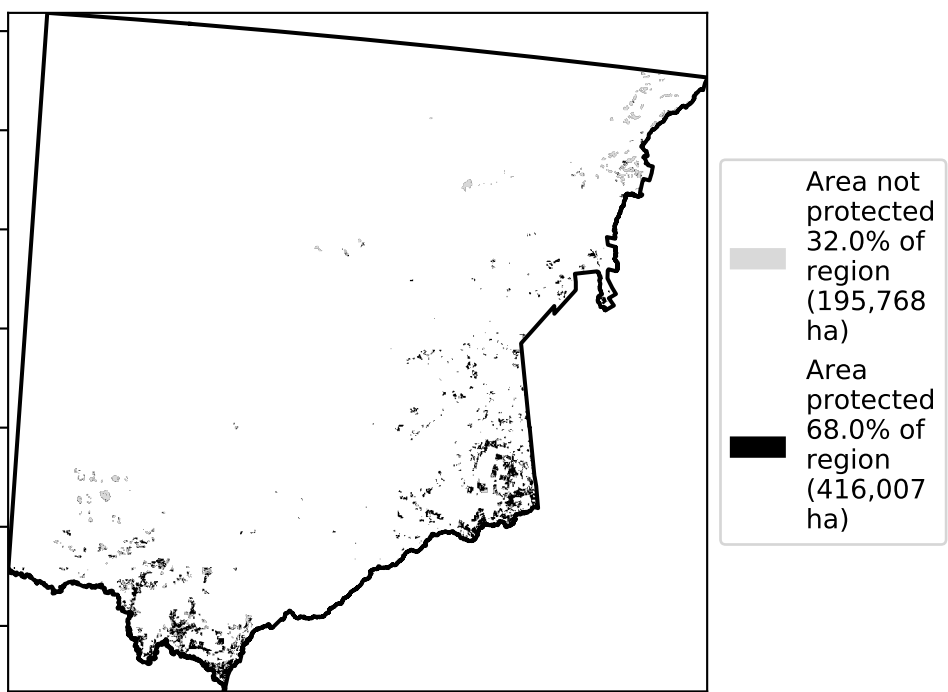 Area not
protected
32.0% of
region
(195,768
ha)
Area
protected
68.0% of
region
(416,007
ha)